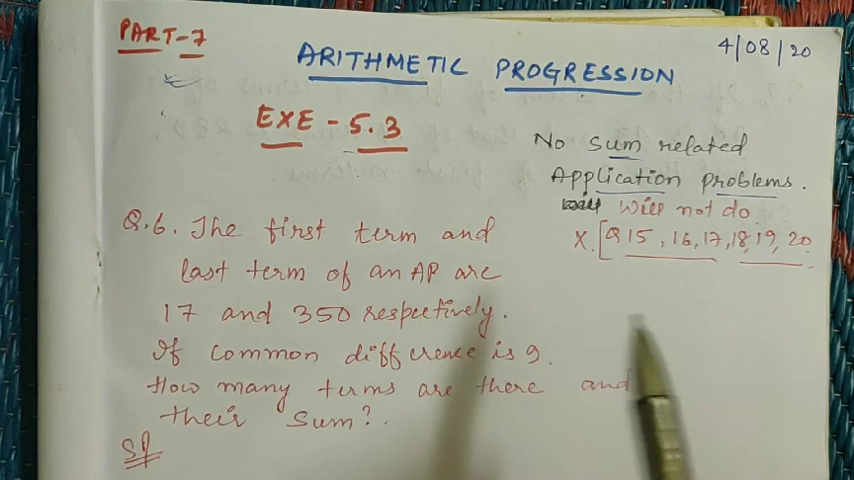 PART-7
4/08/20
ARITHMETIC PROGRESSION
EXE - 5.3
No sum related
Application problems.
will not do.
X. [Q 15, 16, 17, 18, 19, 20
Q.6. The first term and
last term of an AP are
17 and 350 respectively.
If common difference is 9.
How many terms are there and
their sum?